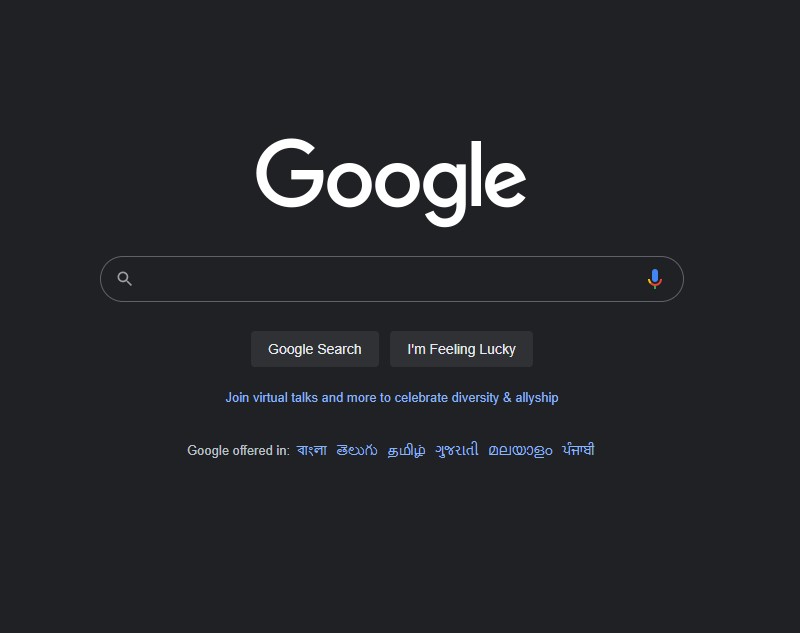 Google
Google Search I'm Feeling Lucky
Join virtual talks and more to celebrate diversity & allyship
Google offered in: বাংলা తెలుగు தமிழ் ગુજરાતી മലയാളം ਪੰਜਾਬੀ